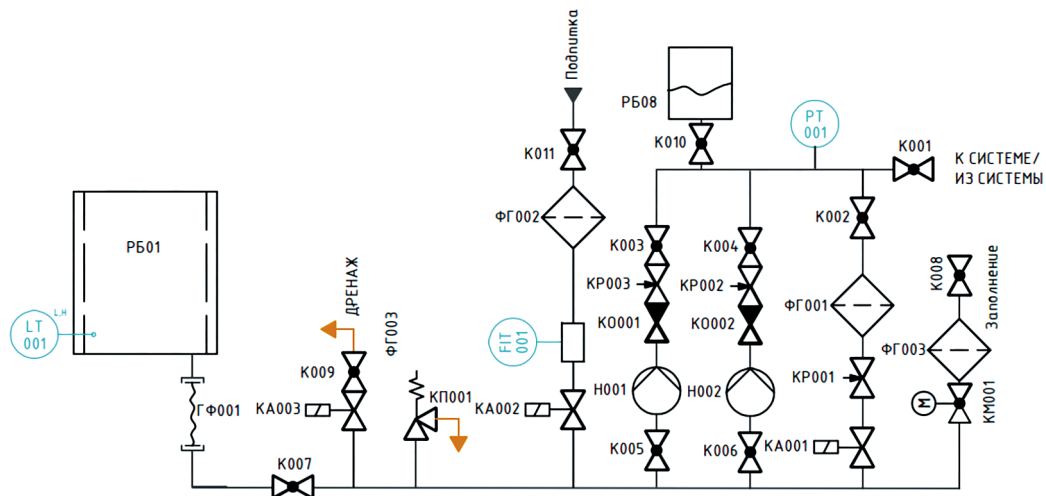 Подпитка
РБ08
К010
PT
001
К001
К СИСТЕМЕ/
ИЗ СИСТЕМЫ
К011
ФГ002
К002
РБ01
К003
К004
КР003
КР002
КО001
КО002
ДРЕНАЖ
ФГ003
К008
Заполнение
ФГ001
ФГ003
L,H
LT
001
FIT
001
К009
КА003
ГФ001
КП001
КА002
Н001
Н002
КР001
М
КМ001
К005
К006
КА001
К007